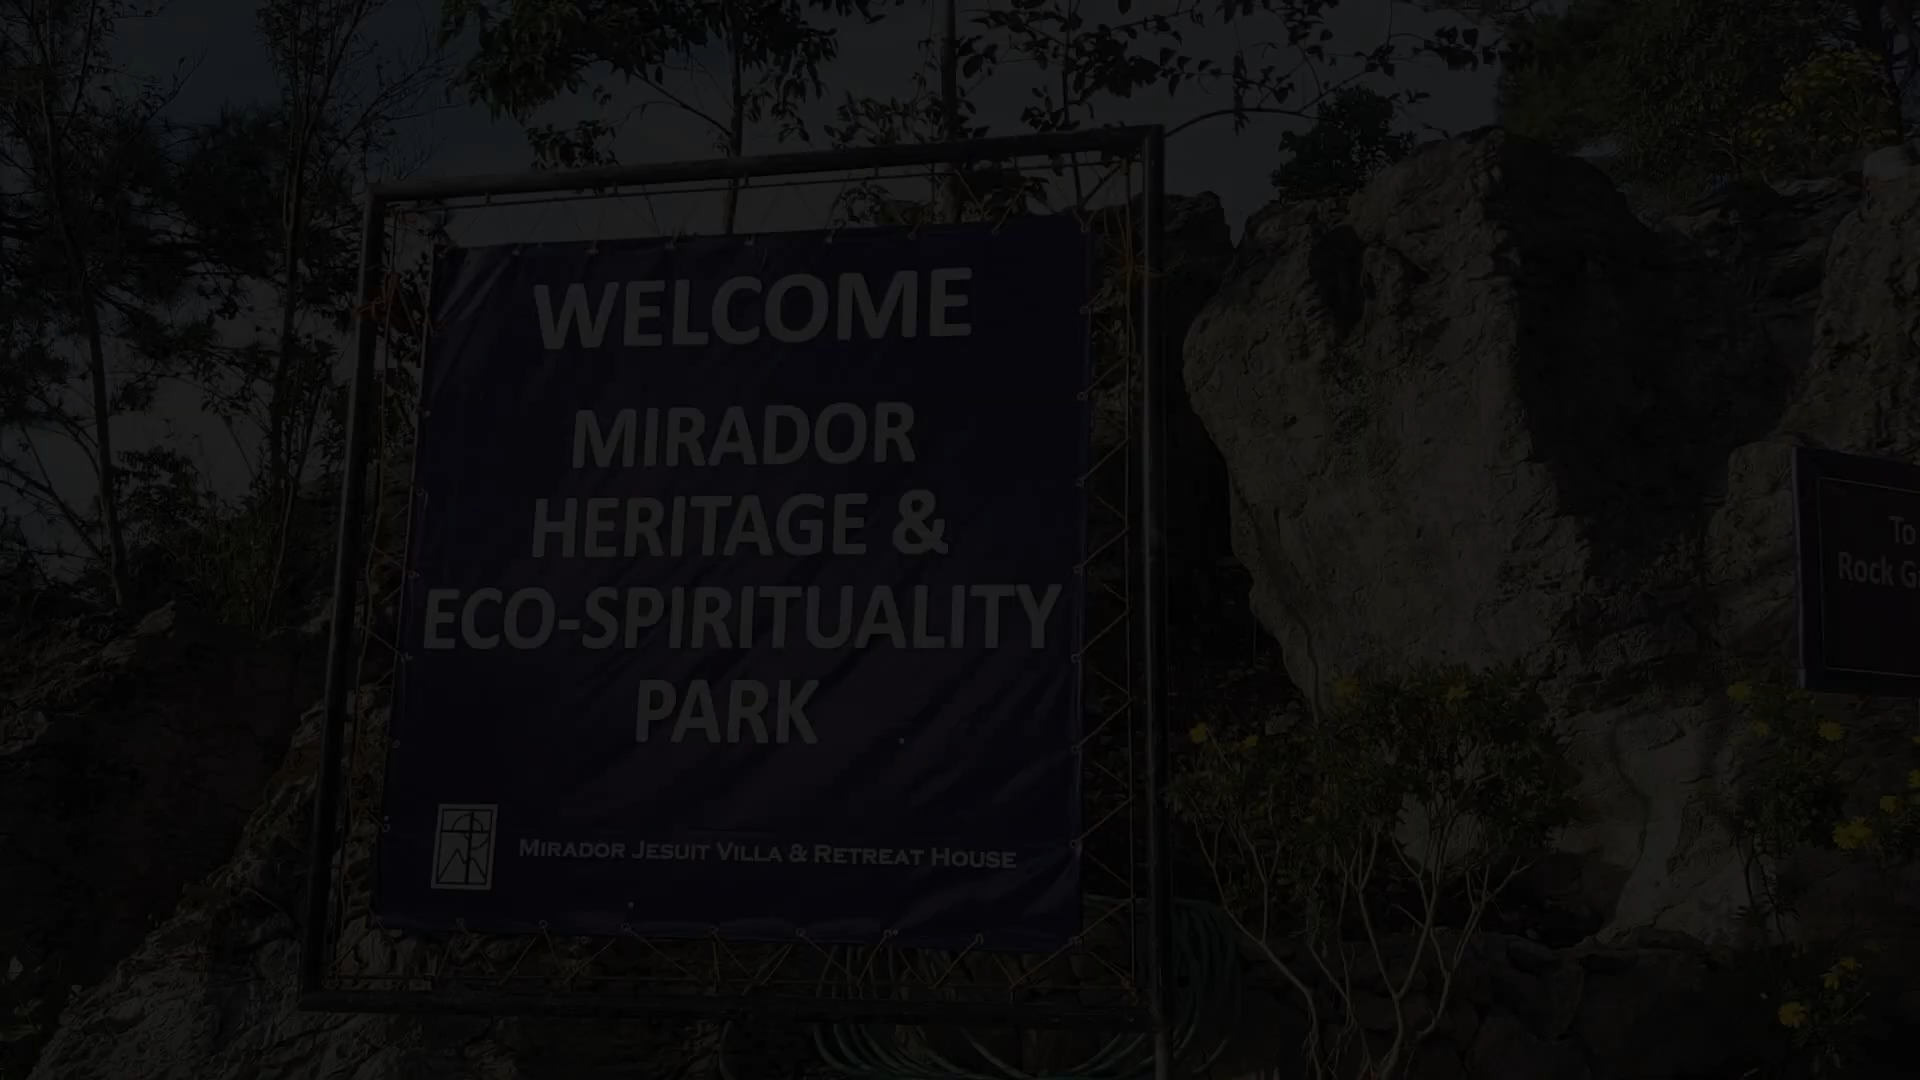 WELCOME
MIRADOR
HERITAGE &
ECO-SPIRITUALITY
PARK
MIRADOR JESUIT VILLA & RETREAT HOUSE
To
Rock G